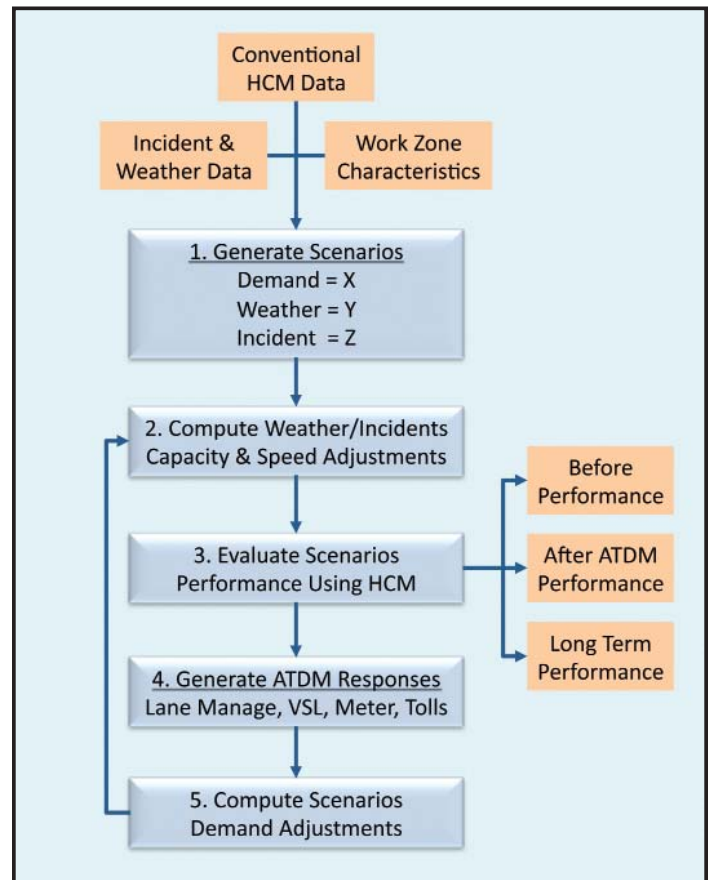 Conventional
HCM Data
Incident &
Weather Data
Work Zone
Characteristics
1. Generate Scenarios
Demand = X
Weather = Y
Incident = Z
2. Compute Weather/Incidents
Capacity & Speed Adjustments
Before
Performance
3. Evaluate Scenarios
Performance Using HCM
After ATDM
Performance
Long Term
Performance
4. Generate ATDM Responses
Lane Manage, VSL, Meter, Tolls
5. Compute Scenarios
Demand Adjustments